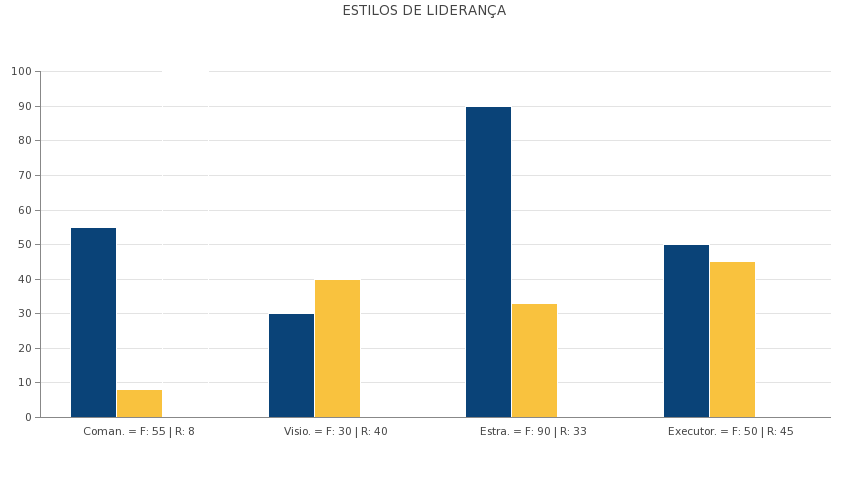 ESTILOS DE LIDERANÇA
100
90
80
70
60
50
40
30
20
10
0
Coman. = F: 55 | R: 8
Visio. = F: 30 | R: 40
Estra. = F: 90 | R: 33
Executor. = F: 50 | R: 45